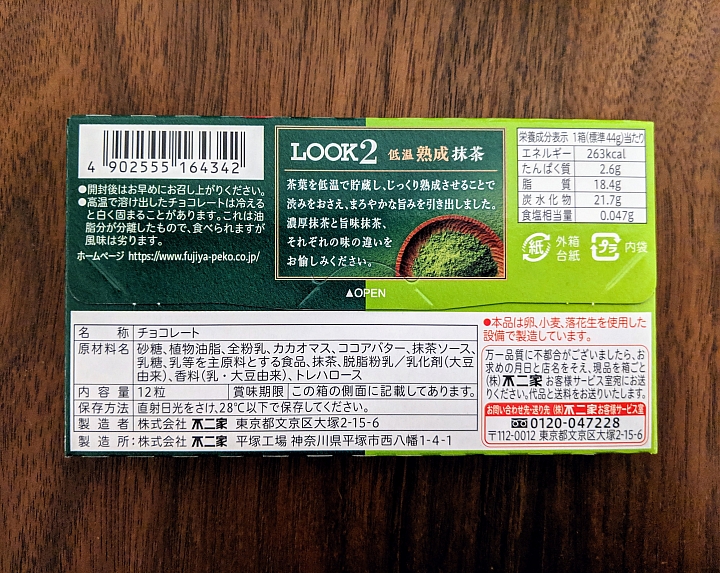 4 902555 164342
●開封後はお早めにお召し上がりください。
●高温で溶け出したチョコレートは冷える
と白く固まることがあります。これは油
脂分が分離したもので、食べられますが
風味は劣ります。
ホームページ https://www.fujiya-peko.co.jp/
LOOK2 低温 熟成 抹茶
茶葉を低温で貯蔵し、じっくり熟成させることで
渋みをおさえ、まろやかな旨みを引き出しました。
濃厚抹茶と旨味抹茶、
それぞれの味の違いを
お愉しみください。
栄養成分表示 1箱(標準44g)当たり
エネルギー 263kcal
たんぱく質 2.6g
脂質 18.4g
炭水化物 21.7g
食塩相当量 0.047g
紙 外箱 台紙 プラ 内袋
▲OPEN
名称 チョコレート
原材料名 砂糖、植物油脂、全粉乳、カカオマス、ココアバター、抹茶ソース、
乳糖、乳等を主原料とする食品、抹茶、脱脂粉乳/乳化剤(大豆
由来)、香料(乳・大豆由来)、トレハロース
内容量 12粒 賞味期限 この箱の側面に記載してあります。
保存方法 直射日光をさけ、28℃以下で保存してください。
製造者 株式会社 不二家 東京都文京区大塚2-15-6
製造所:株式会社 不二家 平塚工場 神奈川県平塚市西八幡1-4-1
●本品は卵、小麦、落花生を使用した
設備で製造しています。
万一品質に不都合がございましたら、お
求めの月日と店名をそえ、現品を箱ごと
(株)不二家 お客様サービス室宛にお送
りください。代品と送料をお送りいたします。
お問い合わせ先・送り先 (株)不二家お客様サービス室
0120-047228
〒112-0012 東京都文京区大塚2-15-6